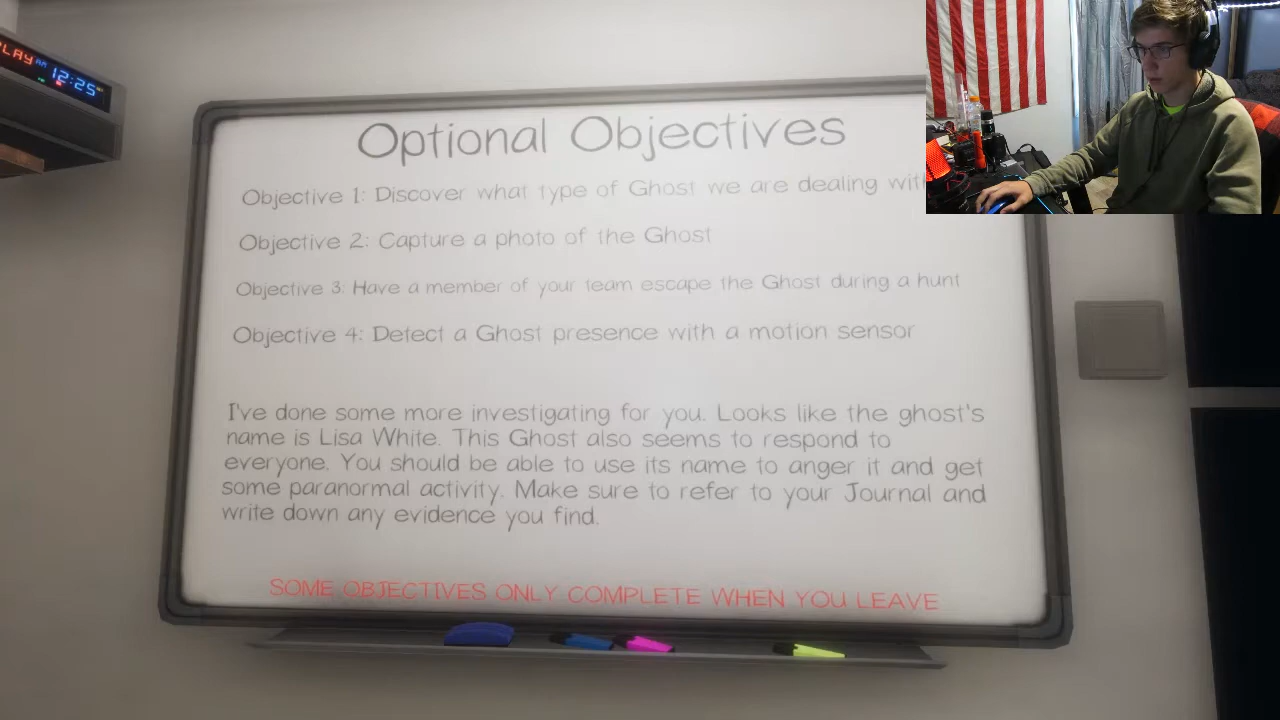 PLAY AM 12:25
Optional Objectives
Objective 1: Discover what type of Ghost we are dealing with
Objective 2: Capture a photo of the Ghost
Objective 3: Have a member of your team escape the Ghost during a hunt
Objective 4: Detect a Ghost presence with a motion sensor
I've done some more investigating for you. Looks like the ghost's
name is Lisa White. This Ghost also seems to respond to
everyone. You should be able to use its name to anger it and get
some paranormal activity. Make sure to refer to your Journal and
write down any evidence you find.
SOME OBJECTIVES ONLY COMPLETE WHEN YOU LEAVE